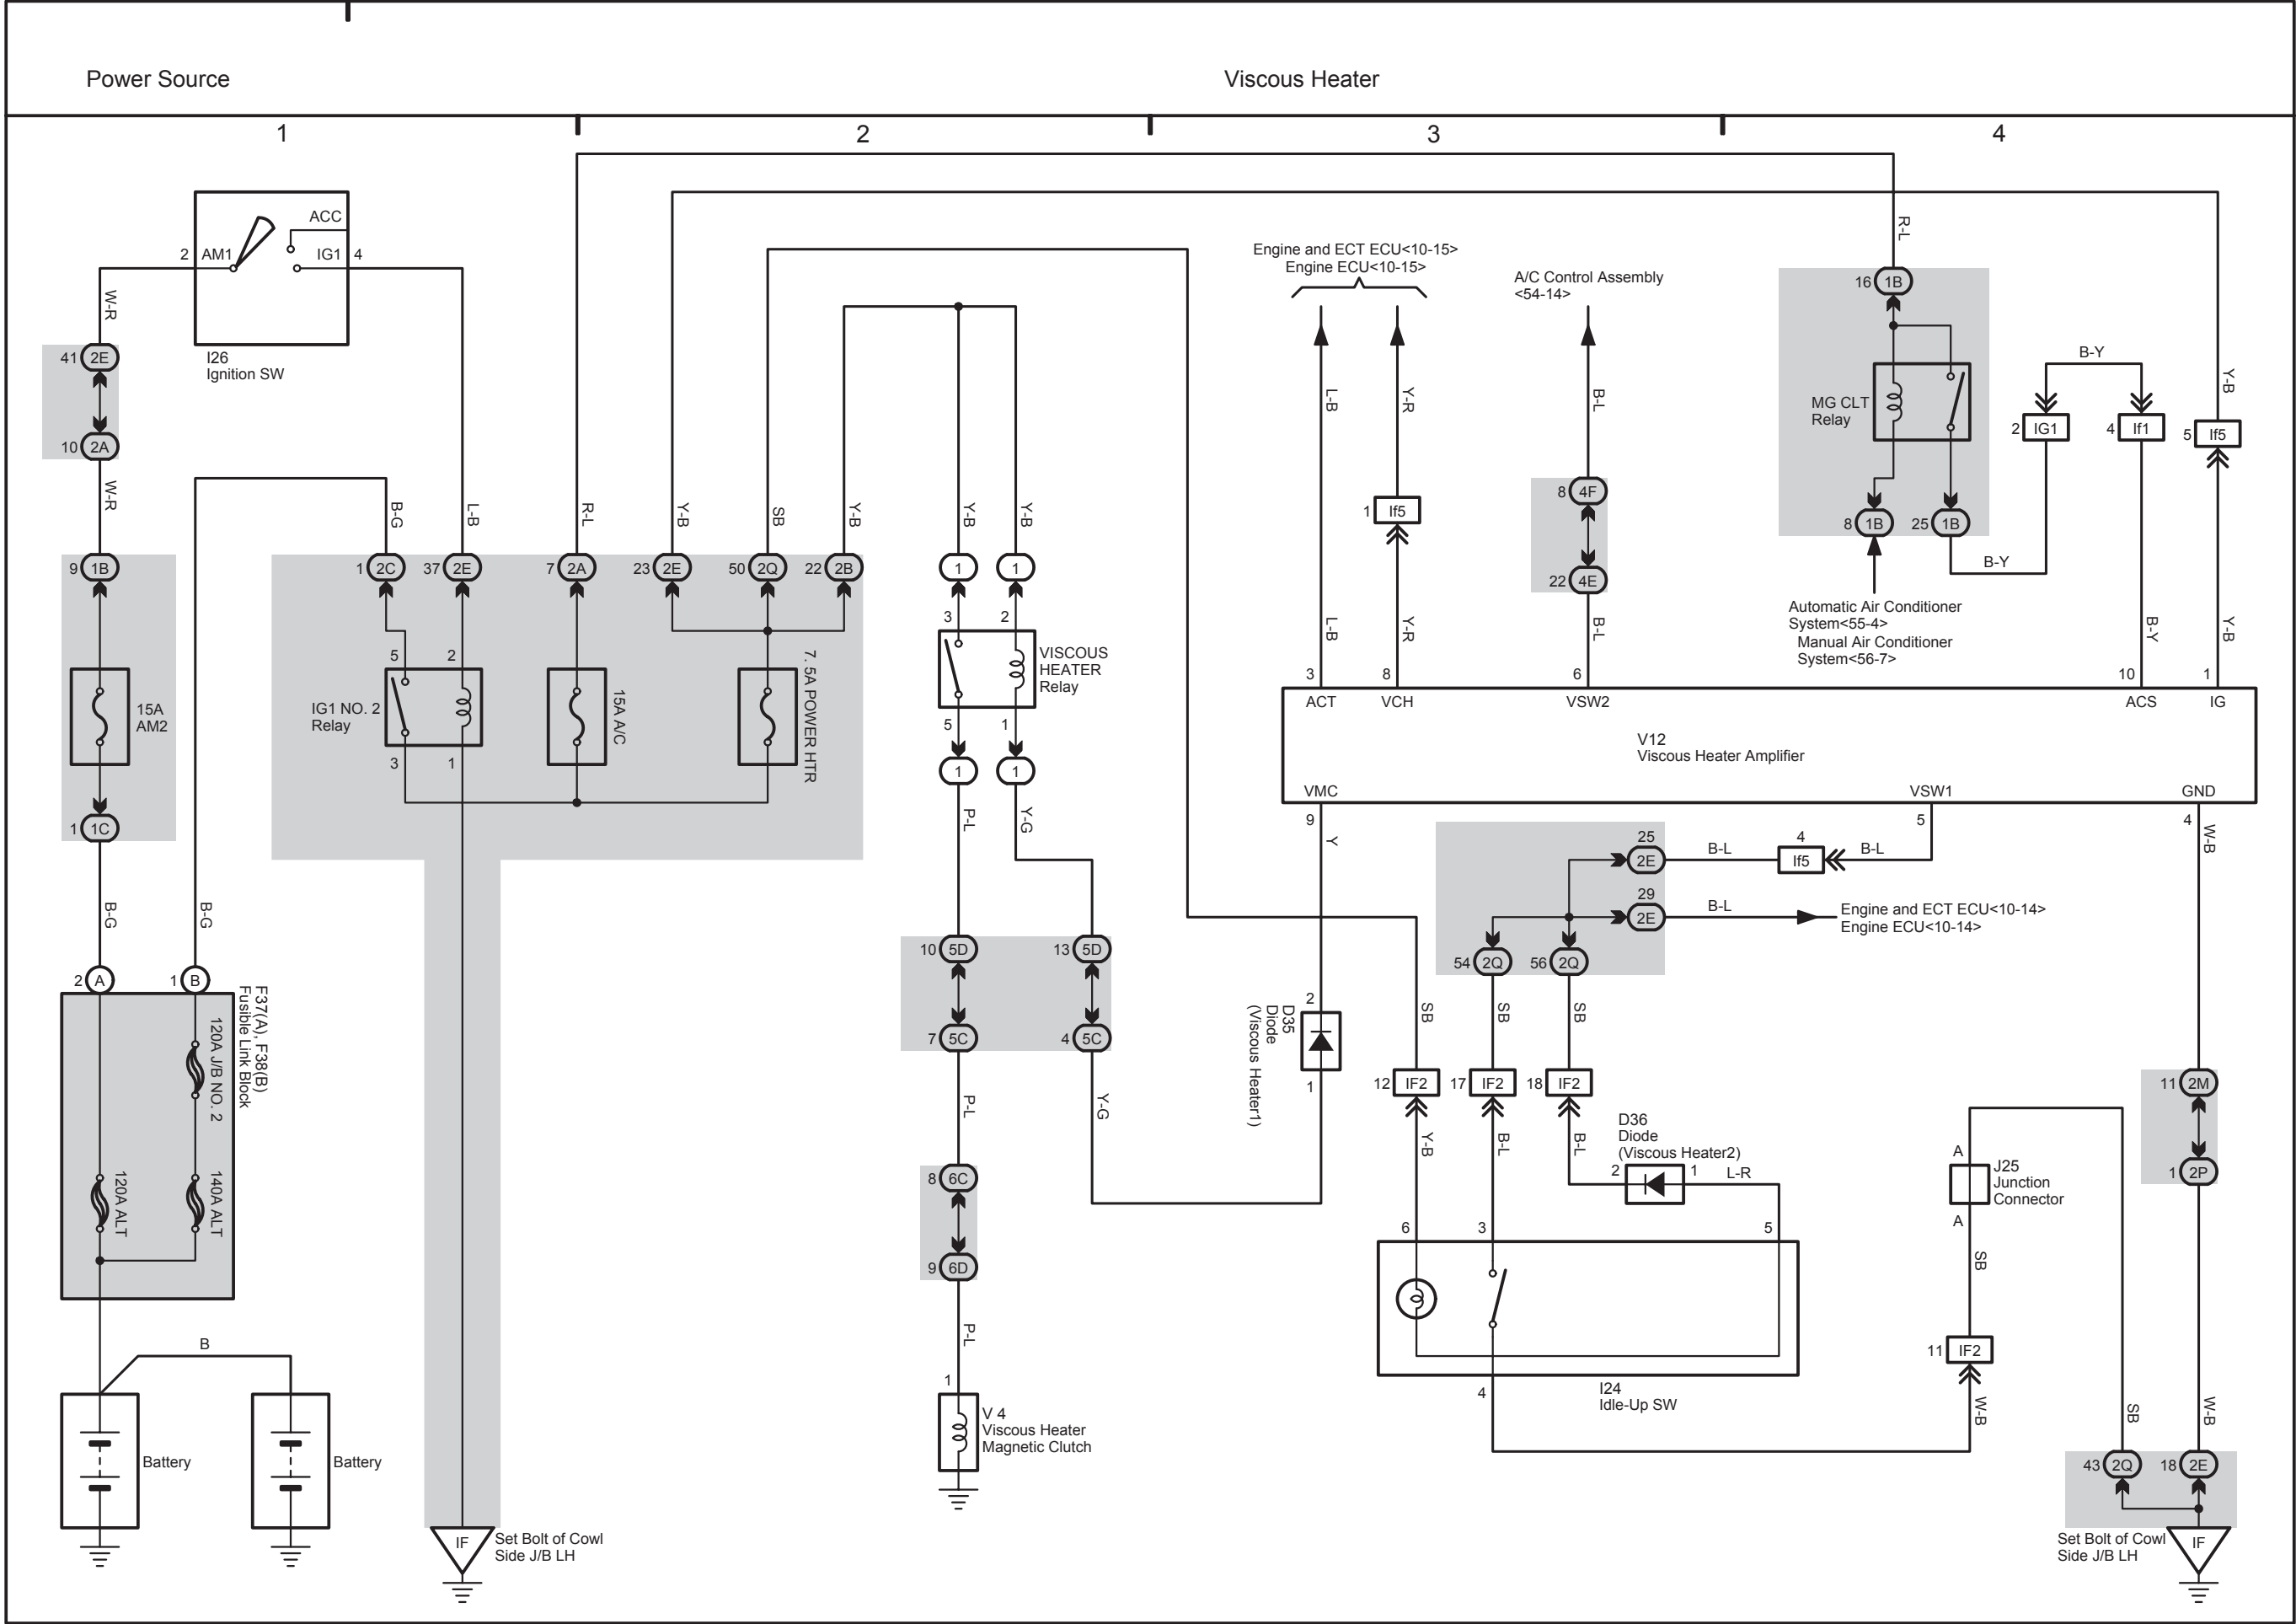 Power Source
Viscous Heater
1
2
3
4
ACC
2
AM1
IG1
4
I26
Ignition SW
W-R
41
2E
10
2A
W-R
9
1B
15A
AM2
1
1C
B-G
B-G
2
A
1
B
F37(A), F38(B)
Fusible Link Block
120A J/B NO. 2
120A ALT
140A ALT
B
Battery
Battery
B-G
L-B
R-L
Y-B
SB
Y-B
1
2C
37
2E
7
2A
23
2E
50
2Q
22
2B
5
2
IG1 NO. 2
Relay
3
1
15A A/C
7. 5A POWER HTR
IF
Set Bolt of Cowl
Side J/B LH
Y-B
Y-B
1
1
3
2
VISCOUS
HEATER
Relay
5
1
1
1
P-L
Y-G
10
5D
13
5D
7
5C
4
5C
P-L
Y-G
8
6C
9
6D
P-L
1
V 4
Viscous Heater
Magnetic Clutch
Engine and ECT ECU<10-15>
Engine ECU<10-15>
A/C Control Assembly
<54-14>
L-B
Y-R
B-L
1
If5
8
4F
22
4E
L-B
Y-R
B-L
R-L
16
1B
MG CLT
Relay
8
1B
25
1B
B-Y
B-Y
2
IG1
4
If1
Y-B
5
If5
Automatic Air Conditioner
System<55-4>
Manual Air Conditioner
System<56-7>
B-Y
Y-B
3
8
6
10
1
ACT
VCH
VSW2
ACS
IG
V12
Viscous Heater Amplifier
VMC
VSW1
GND
9
5
4
Y
W-B
25
2E
B-L
4
If5
B-L
29
2E
B-L
Engine and ECT ECU<10-14>
Engine ECU<10-14>
54
2Q
56
2Q
2
D35
Diode
(Viscous Heater1)
1
SB
SB
SB
12
IF2
17
IF2
18
IF2
Y-B
B-L
B-L
D36
Diode
(Viscous Heater2)
2
1
L-R
6
3
5
4
I24
Idle-Up SW
A
J25
Junction
Connector
A
SB
11
IF2
W-B
11
2M
1
2P
SB
W-B
43
2Q
18
2E
Set Bolt of Cowl
Side J/B LH
IF